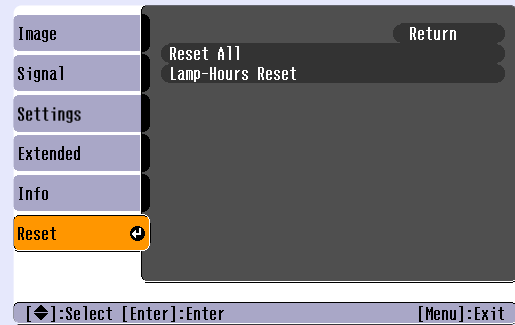 Image
Signal
Settings
Extended
Info
Reset
Return
Reset All
Lamp-Hours Reset
[◆]:Select [Enter]:Enter [Menu]:Exit